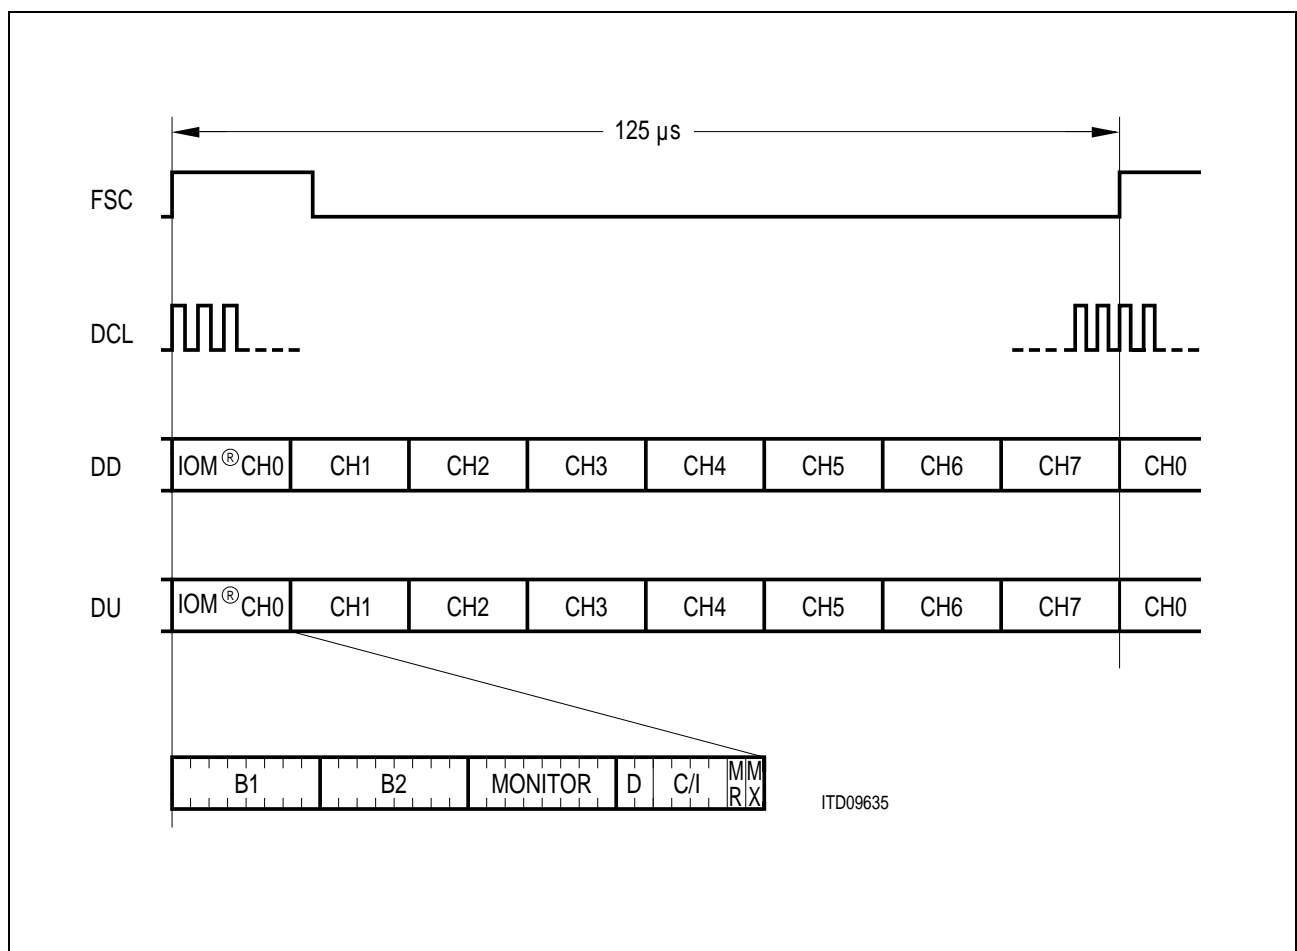 125 µs
FSC
DCL
DD IOM®CH0 CH1 CH2 CH3 CH4 CH5 CH6 CH7 CH0
DU IOM®CH0 CH1 CH2 CH3 CH4 CH5 CH6 CH7 CH0
B1 B2 MONITOR D C/I MR MX
ITD09635